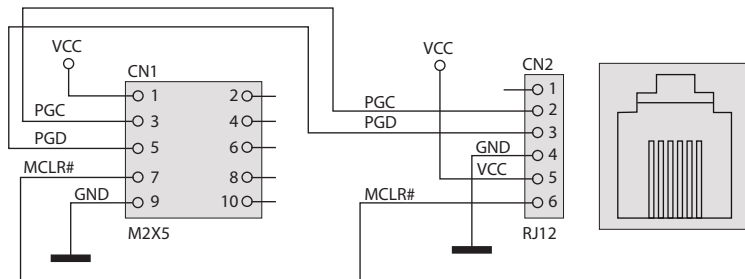 VCC
CN1
1
2
PGC
3
4
PGD
5
6
MCLR#
7
8
GND
9
10
M2X5
VCC
CN2
1
PGC
2
PGD
3
GND
4
VCC
5
MCLR#
6
RJ12